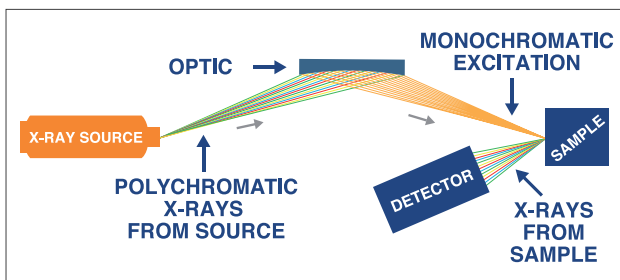 MONOCHROMATIC
EXCITATION
OPTIC
X-RAY SOURCE
SAMPLE
DETECTOR
POLYCHROMATIC
X-RAYS
FROM SOURCE
X-RAYS
FROM
SAMPLE